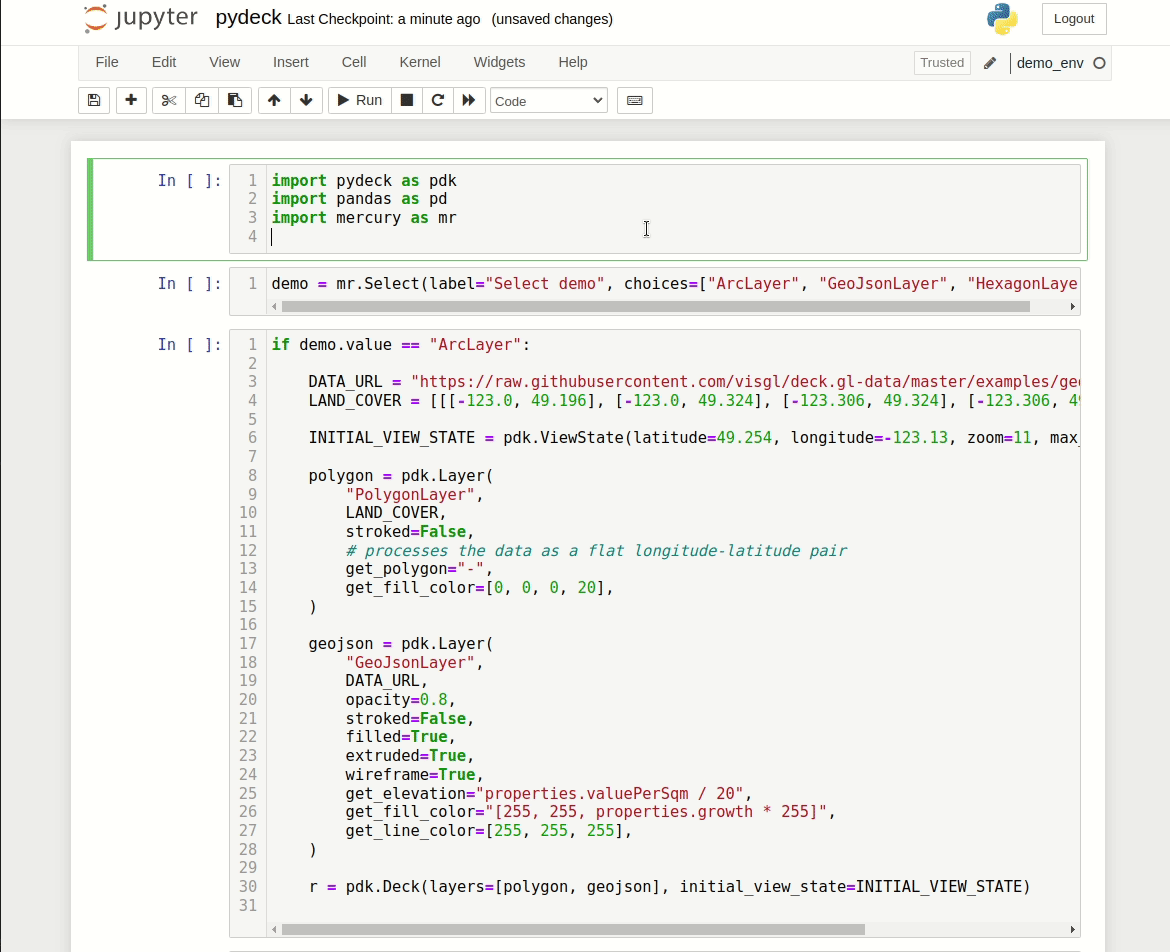 jupyter pydeck Last Checkpoint: a minute ago (unsaved changes) Logout
File Edit View Insert Cell Kernel Widgets Help Trusted demo_env
Run Code
In [ ]:
1 import pydeck as pdk
2 import pandas as pd
3 import mercury as mr
4
In [ ]:
1 demo = mr.Select(label="Select demo", choices=["ArcLayer", "GeoJsonLayer", "HexagonLaye
In [ ]:
1 if demo.value == "ArcLayer":
2
3 DATA_URL = "https://raw.githubusercontent.com/visgl/deck.gl-data/master/examples/geo
4 LAND_COVER = [[[-123.0, 49.196], [-123.0, 49.324], [-123.306, 49.324], [-123.306, 49
5
6 INITIAL_VIEW_STATE = pdk.ViewState(latitude=49.254, longitude=-123.13, zoom=11, max_
7
8 polygon = pdk.Layer(
9 "PolygonLayer",
10 LAND_COVER,
11 stroked=False,
12 # processes the data as a flat longitude-latitude pair
13 get_polygon="-",
14 get_fill_color=[0, 0, 0, 20],
15 )
16
17 geojson = pdk.Layer(
18 "GeoJsonLayer",
19 DATA_URL,
20 opacity=0.8,
21 stroked=False,
22 filled=True,
23 extruded=True,
24 wireframe=True,
25 get_elevation="properties.valuePerSqm / 20",
26 get_fill_color="[255, 255, properties.growth * 255]",
27 get_line_color=[255, 255, 255],
28 )
29
30 r = pdk.Deck(layers=[polygon, geojson], initial_view_state=INITIAL_VIEW_STATE)
31